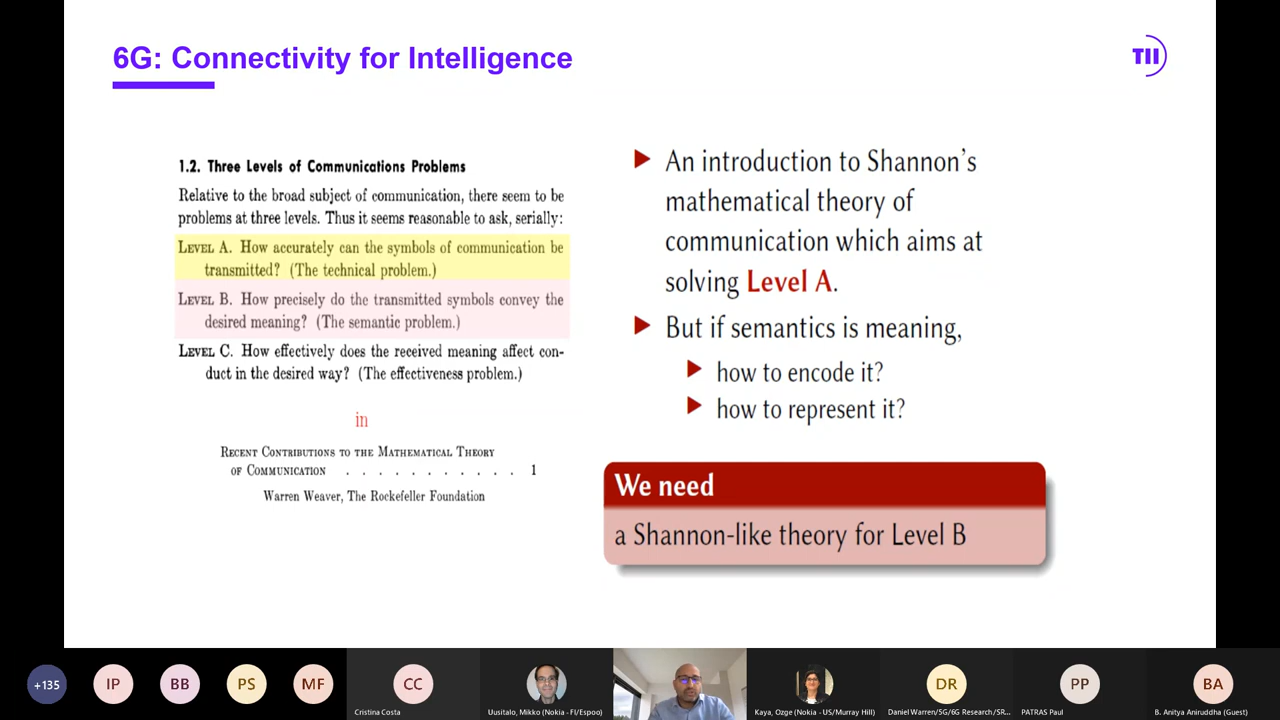 6G: Connectivity for Intelligence
TII
1.2. Three Levels of Communications Problems
Relative to the broad subject of communication, there seem to be
problems at three levels. Thus it seems reasonable to ask, serially:
LEVEL A. How accurately can the symbols of communication be
transmitted? (The technical problem.)
LEVEL B. How precisely do the transmitted symbols convey the
desired meaning? (The semantic problem.)
LEVEL C. How effectively does the received meaning affect con-
duct in the desired way? (The effectiveness problem.)
in
RECENT CONTRIBUTIONS TO THE MATHEMATICAL THEORY
OF COMMUNICATION . . . . . . . . . . . 1
Warren Weaver, The Rockefeller Foundation
An introduction to Shannon's
mathematical theory of
communication which aims at
solving Level A.
But if semantics is meaning,
how to encode it?
how to represent it?
We need
a Shannon-like theory for Level B
+135
IP
BB
PS
MF
CC
DR
PP
BA
Cristina Costa
Uusitalo, Mikko (Nokia - FI/Espoo)
Kaya, Ozge (Nokia - US/Murray Hill)
Daniel Warren/5G/6G Research/SR...
PATRAS Paul
B. Anitya Aniruddha (Guest)